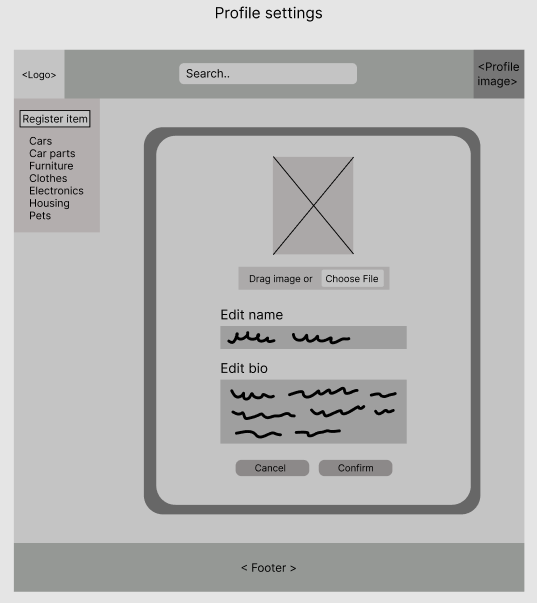 Profile settings
<Logo>
Search..
<Profile
image>
Register item
Cars
Car parts
Furniture
Clothes
Electronics
Housing
Pets
Drag image or Choose File
Edit name
Edit bio
Cancel Confirm
< Footer >